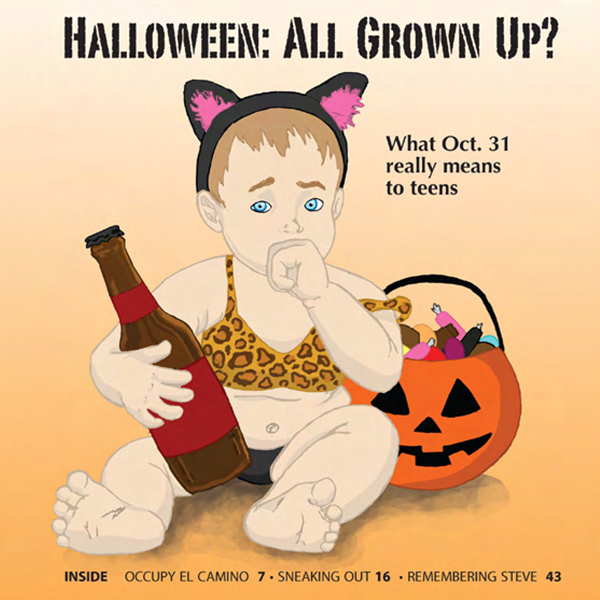 HALLOWEEN: ALL GROWN UP?
What Oct. 31
really means
to teens
INSIDE OCCUPY EL CAMINO 7 • SNEAKING OUT 16 • REMEMBERING STEVE 43